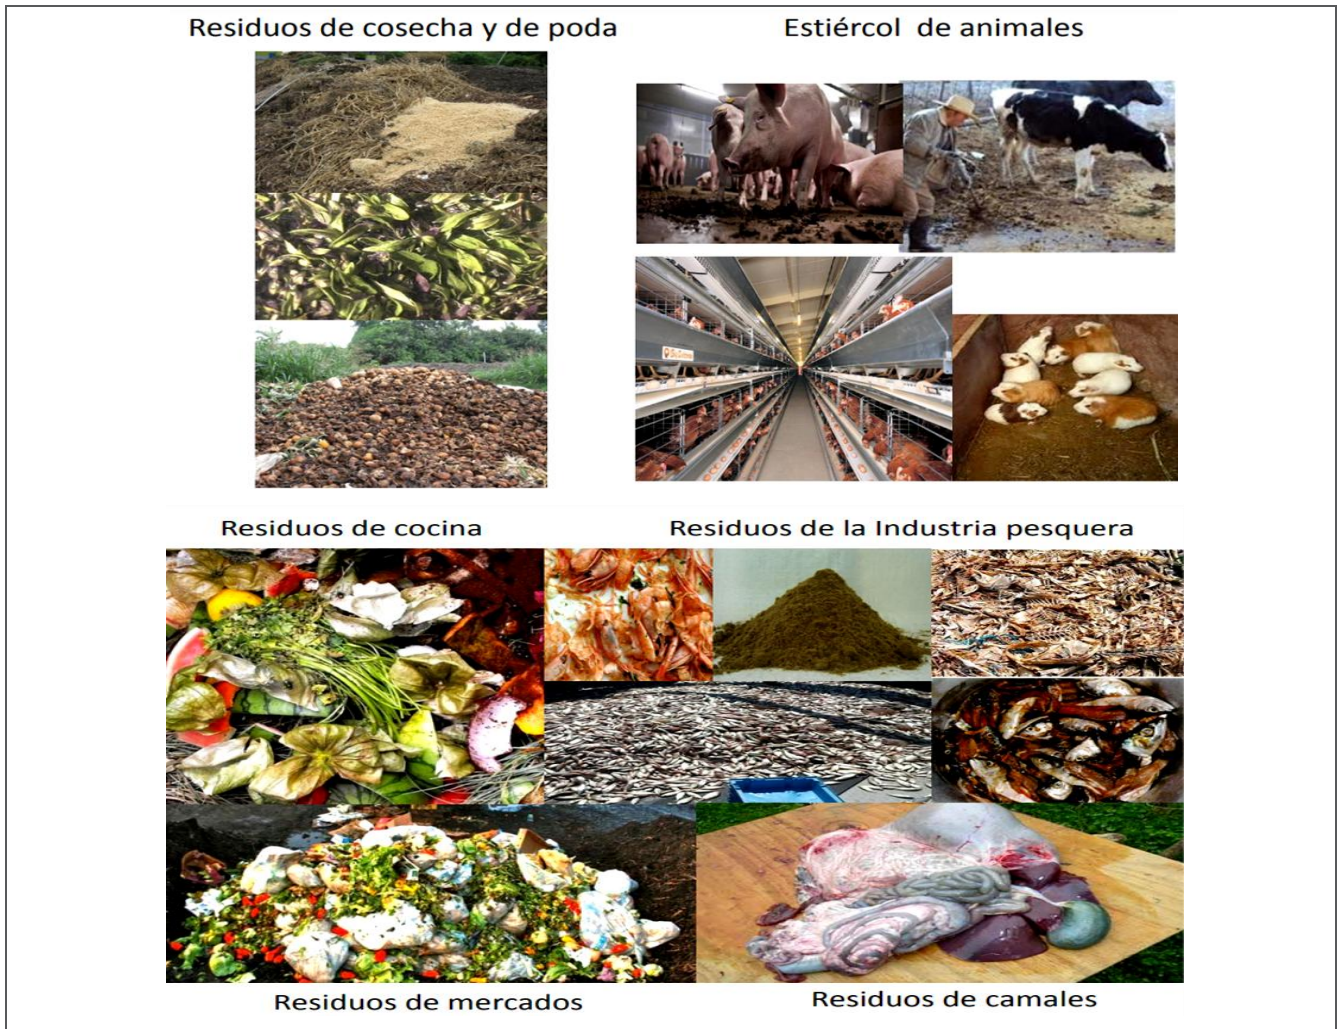 Residuos de cosecha y de poda
Estiércol de animales
Residuos de cocina
Residuos de la Industria pesquera
Residuos de mercados
Residuos de camales